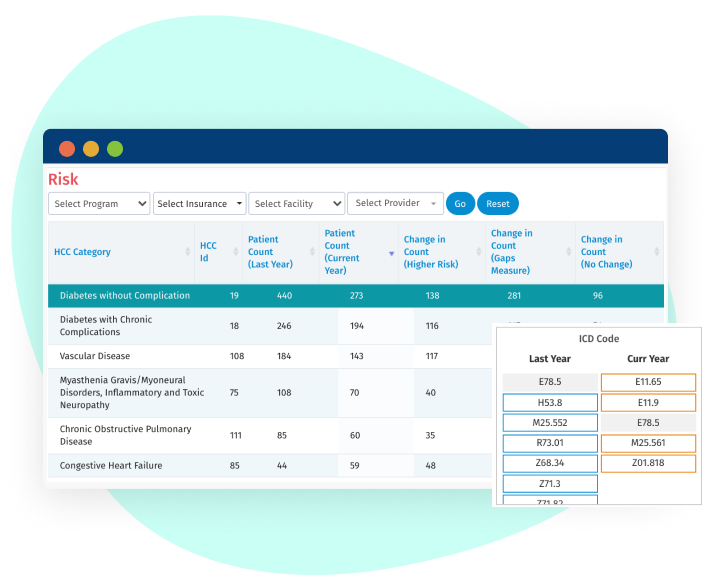 Risk
Select Program
Select Insurance
Select Facility
Select Provider
Go
Reset
HCC Category
HCC
Id
Patient
Count
(Last Year)
Patient
Count
(Current
Year)
Change in
Count
(Higher Risk)
Change in
Count
(Gaps
Measure)
Change in
Count
(No Change)
Diabetes without Complication 19 440 273 138 281 96
Diabetes with Chronic
Complications
18 246 194 116
Vascular Disease 108 184 143 117
Myasthenia Gravis/Myoneural
Disorders, Inflammatory and Toxic
Neuropathy
75 108 70 40
Chronic Obstructive Pulmonary
Disease
111 85 60 35
Congestive Heart Failure 85 44 59 48
ICD Code
Last Year Curr Year
E78.5 E11.65
H53.8 E11.9
M25.552 E78.5
R73.01 M25.561
Z68.34 Z01.818
Z71.3
Z71.82